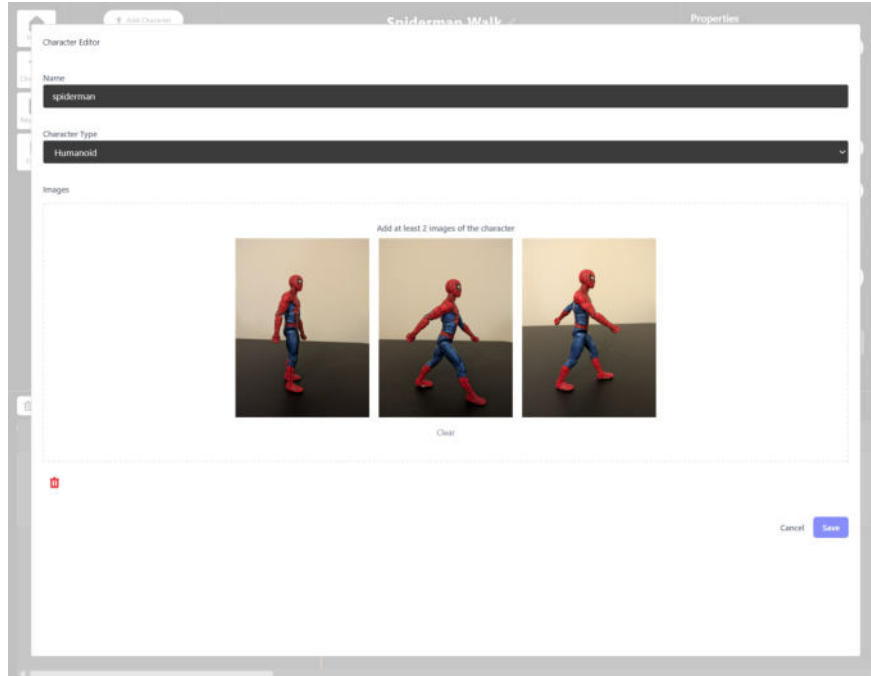 Add Character
Spiderman Walk
Properties
Character Editor
Name
spiderman
Character Type
Humanoid
Images
Add at least 2 images of the character
Clear
Cancel
Save